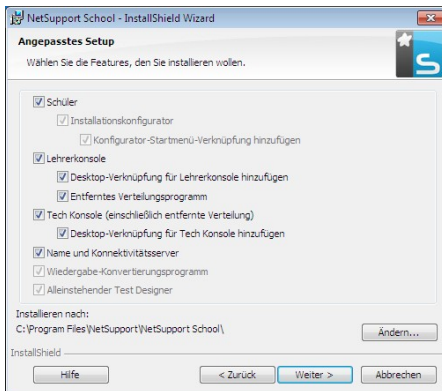 NetSupport School - InstallShield Wizard
Angepasstes Setup
Wählen Sie die Features, den Sie installieren wollen.
S
Schüler
Installationskonfigurator
Konfigurator-Startmenü-Verknüpfung hinzufügen
Lehrerkonsole
Desktop-Verknüpfung für Lehrerkonsole hinzufügen
Entferntes Verteilungsprogramm
Tech Konsole (einschließlich entfernte Verteilung)
Desktop-Verknüpfung für Tech Konsole hinzufügen
Name und Konnektivitätsserver
Wiedergabe-Konvertierungsprogramm
Alleinstehender Test Designer
Installieren nach:
C:\Program Files\NetSupport\NetSupport School\
Ändern...
InstallShield
Hilfe
< Zurück
Weiter >
Abbrechen